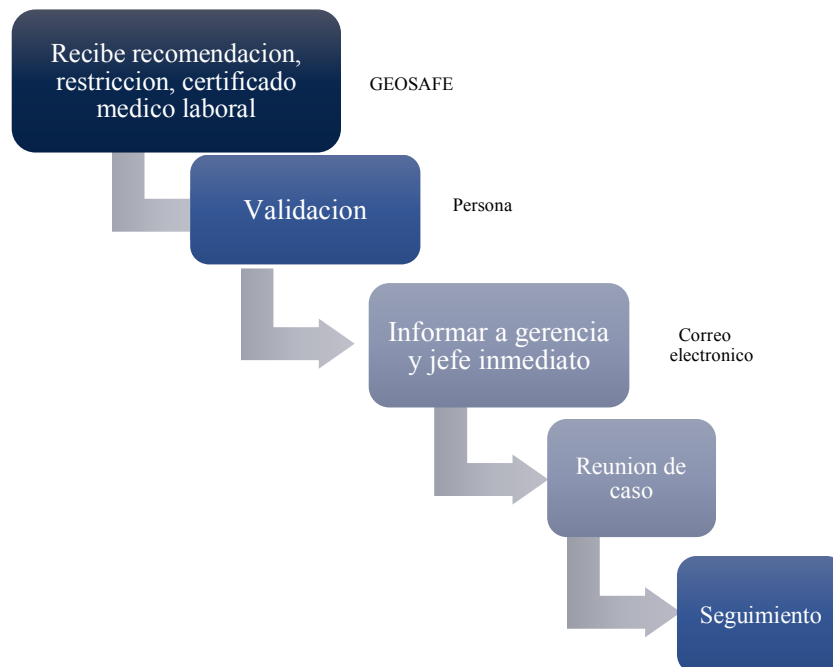 Recibe recomendacion,
restriccion, certificado
medico laboral
GEOSAFE
Validacion
Persona
Informar a gerencia
y jefe inmediato
Correo
electronico
Reunion de
caso
Seguimiento